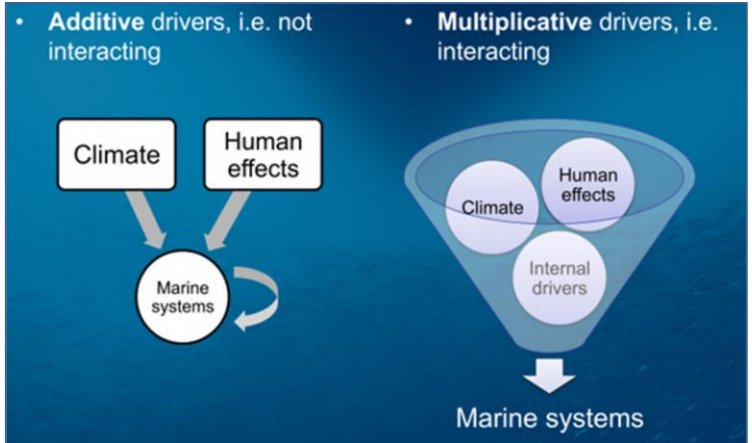 • Additive drivers, i.e. not
interacting
Climate
Human
effects
Marine
systems
• Multiplicative drivers, i.e.
interacting
Climate
Human
effects
Internal
drivers
Marine systems